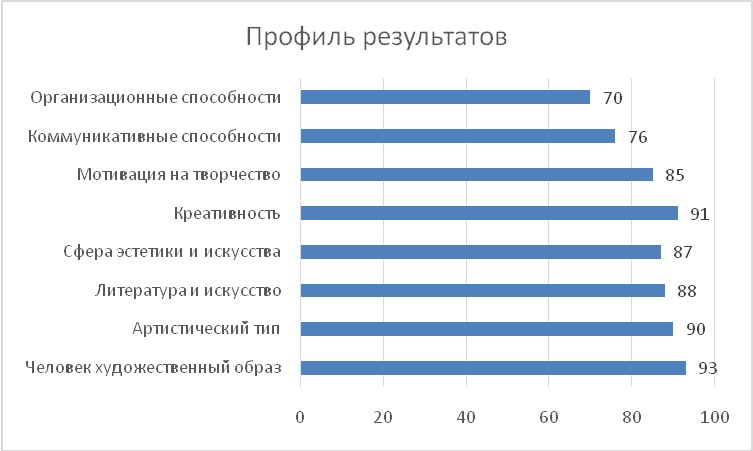 Профиль результатов
Организационные способности 70
Коммуникативные способности 76
Мотивация на творчество 85
Креативность 91
Сфера эстетики и искусства 87
Литература и искусство 88
Артистический тип 90
Человек художественный образ 93
0 20 40 60 80 100